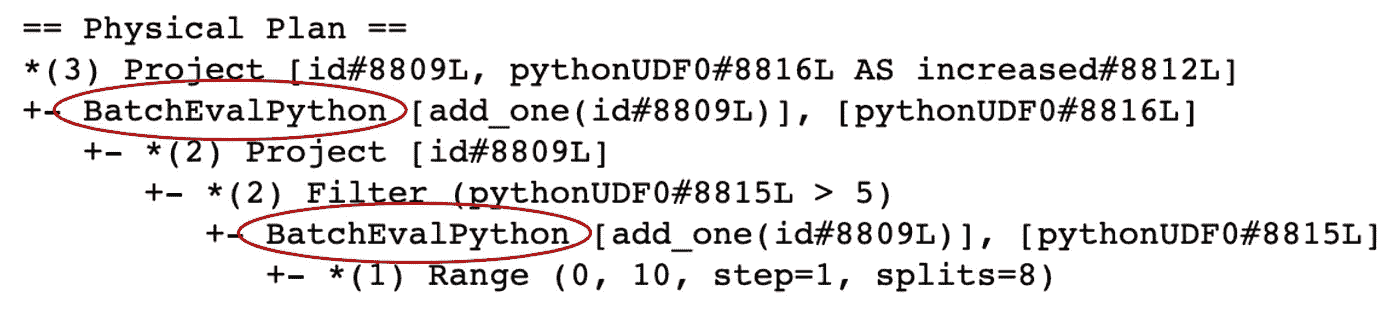 == Physical Plan ==
*(3) Project [id#8809L, pythonUDF0#8816L AS increased#8812L]
+- BatchEvalPython [add_one(id#8809L)], [pythonUDF0#8816L]
   +- *(2) Project [id#8809L]
      +- *(2) Filter (pythonUDF0#8815L > 5)
         +- BatchEvalPython [add_one(id#8809L)], [pythonUDF0#8815L]
            +- *(1) Range (0, 10, step=1, splits=8)